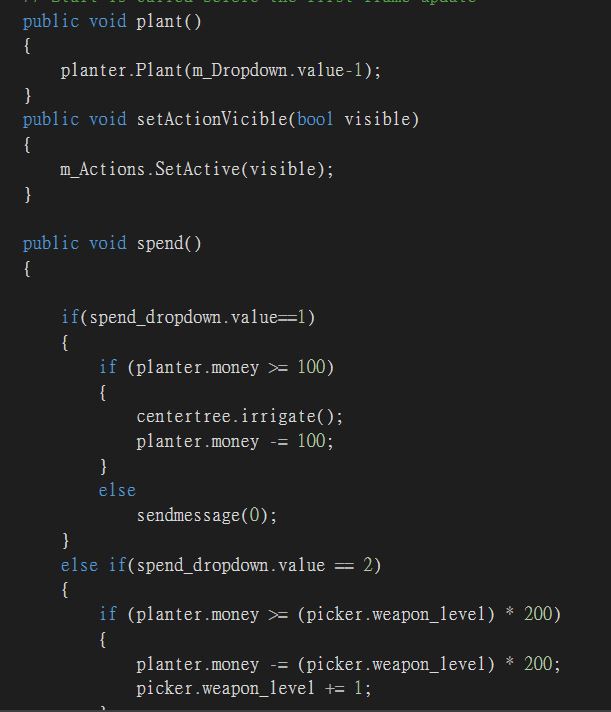 public void plant()
{
planter.Plant(m_Dropdown.value-1);
}
public void setActionVicible(bool visible)
{
m_Actions.SetActive(visible);
}
public void spend()
{
if(spend_dropdown.value==1)
{
if (planter.money >= 100)
{
centertree.irrigate();
planter.money -= 100;
}
else
sendmessage(0);
}
else if(spend_dropdown.value == 2)
{
if (planter.money >= (picker.weapon_level) * 200)
{
planter.money -= (picker.weapon_level) * 200;
picker.weapon_level += 1;